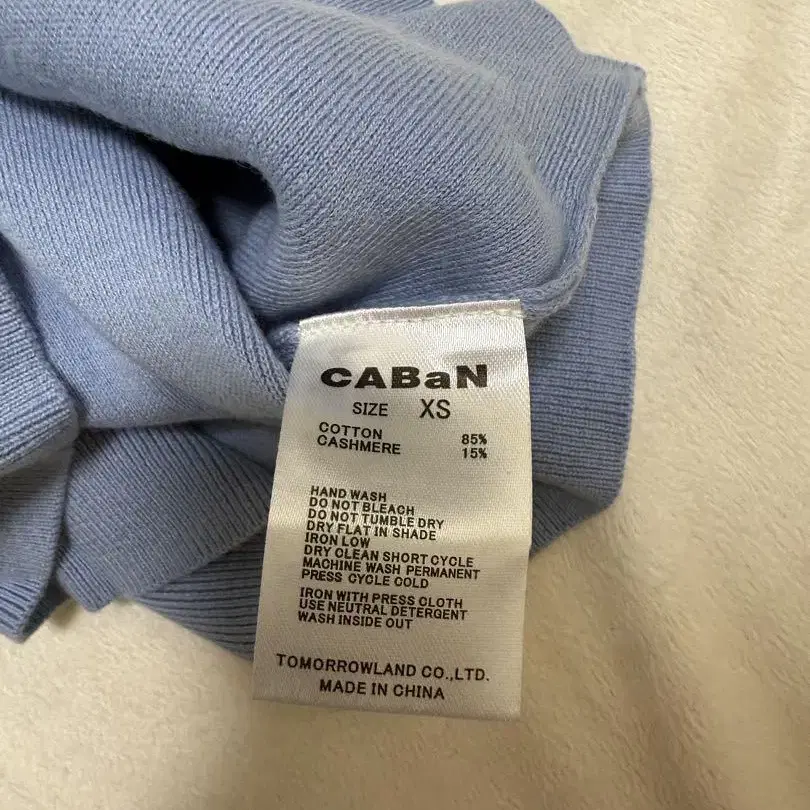 CABaN
SIZE XS
COTTON 85%
CASHMERE 15%
HAND WASH
DO NOT BLEACH
DO NOT TUMBLE DRY
DRY FLAT IN SHADE
IRON LOW
DRY CLEAN SHORT CYCLE
MACHINE WASH PERMANENT
PRESS CYCLE COLD
IRON WITH PRESS CLOTH
USE NEUTRAL DETERGENT
WASH INSIDE OUT
TOMORROWLAND CO.,LTD.
MADE IN CHINA